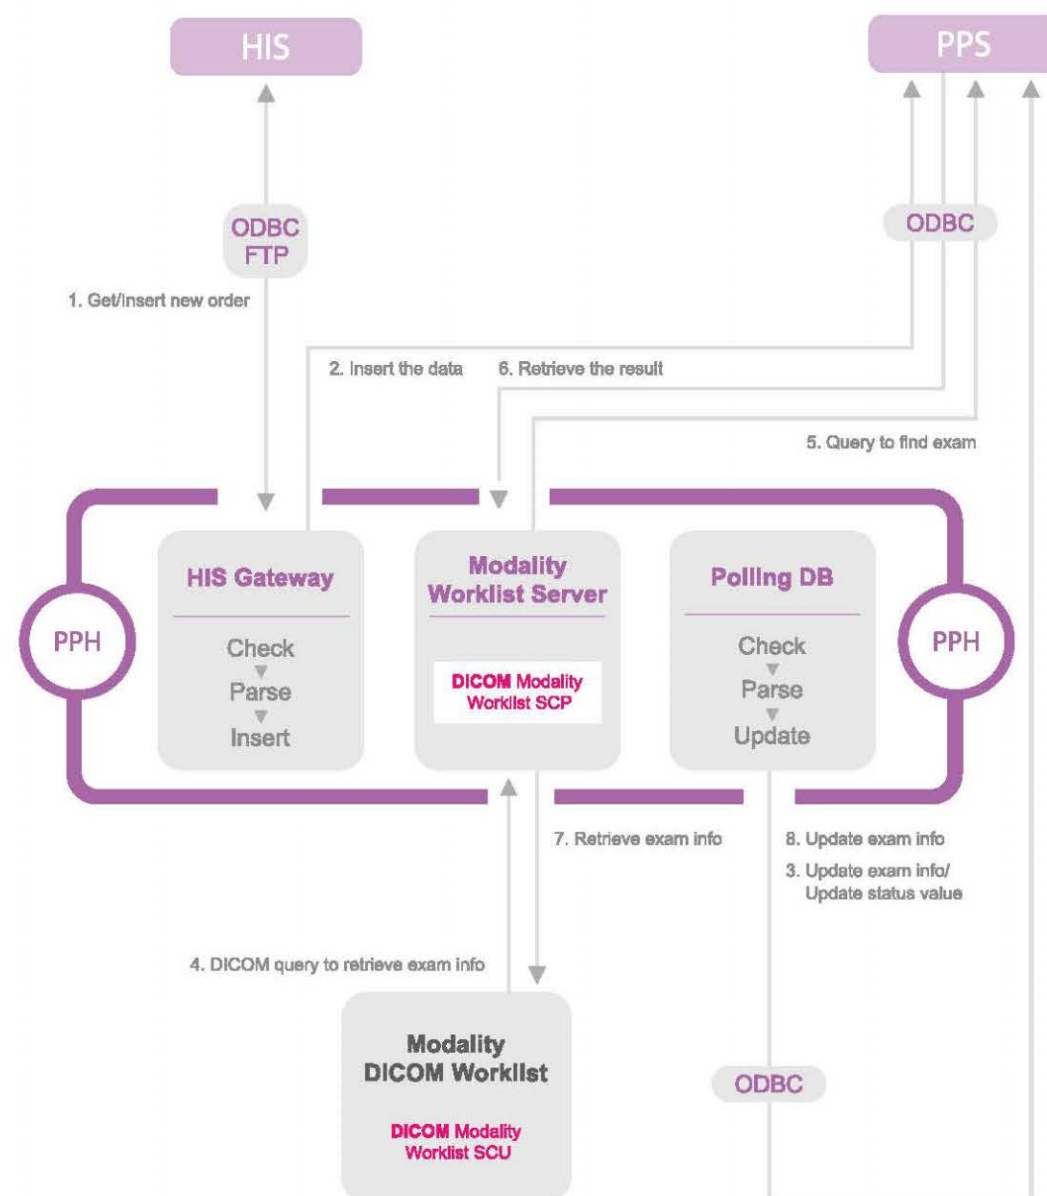 HIS
PPS
ODBC
FTP
ODBC
1. Get/Insert new order
2. Insert the data
6. Retrieve the result
5. Query to find exam
PPH
HIS Gateway
Check
Parse
Insert
Modality
Worklist Server
DICOM Modality
Worklist SCP
Polling DB
Check
Parse
Update
PPH
7. Retrieve exam info
8. Update exam info
3. Update exam info/
Update status value
4. DICOM query to retrieve exam info
Modality
DICOM Worklist
DICOM Modality
Worklist SCU
ODBC